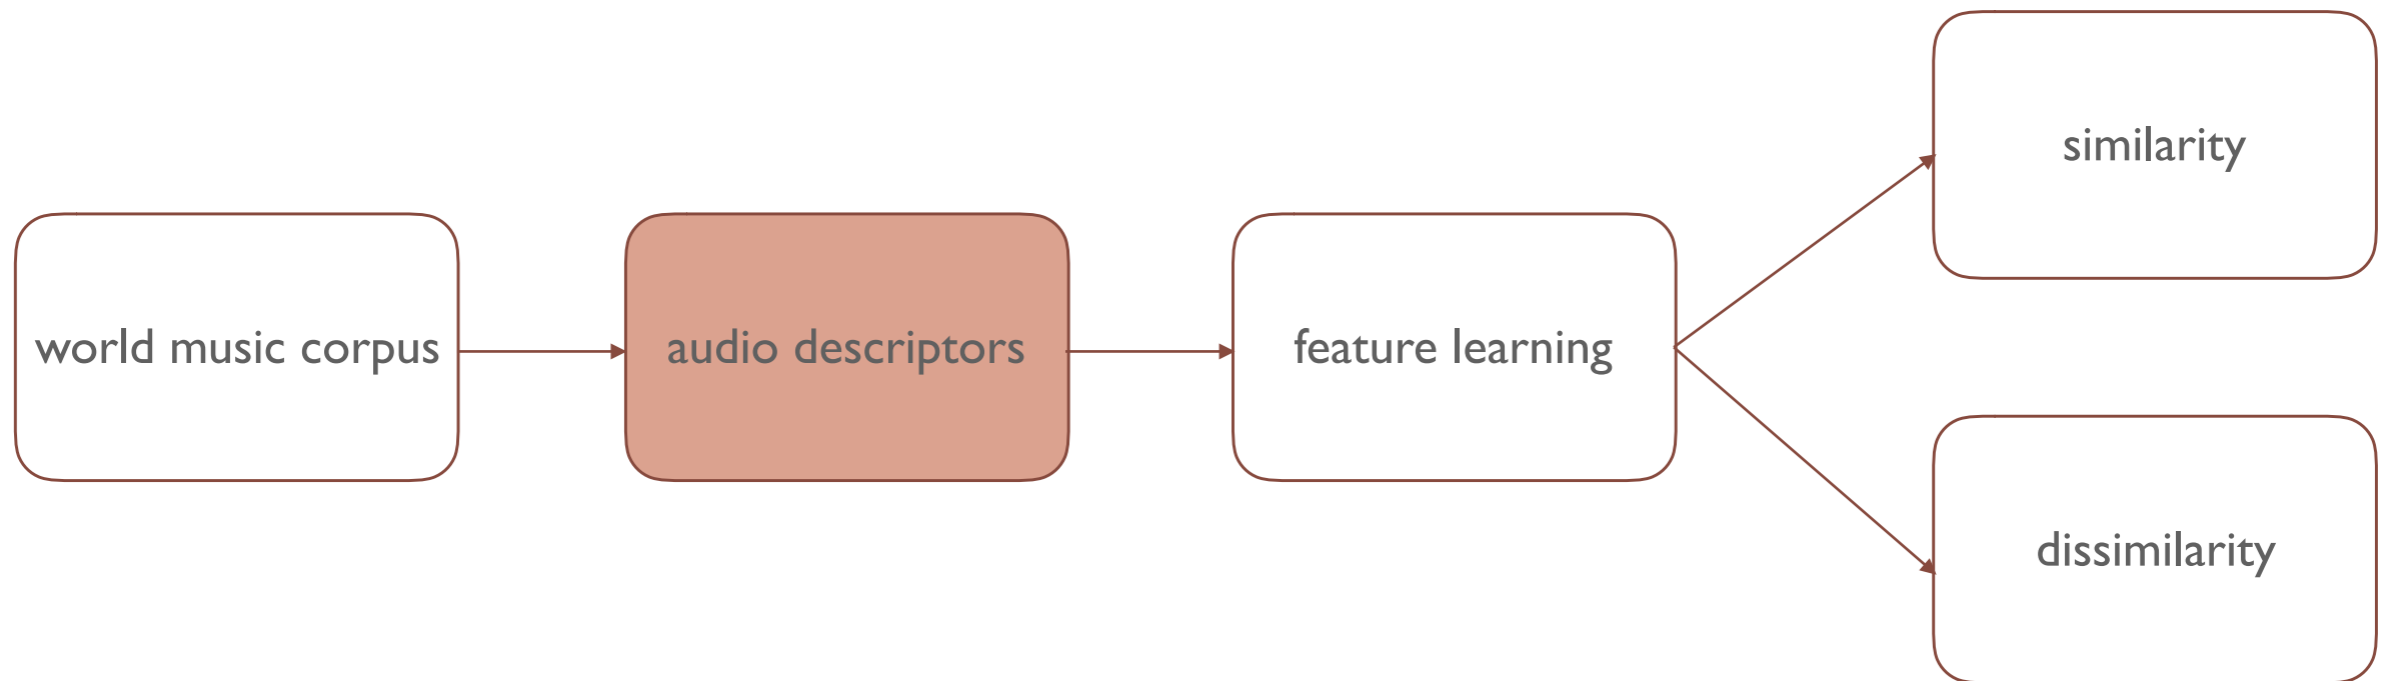 world music corpus
audio descriptors
feature learning
similarity
dissimilarity